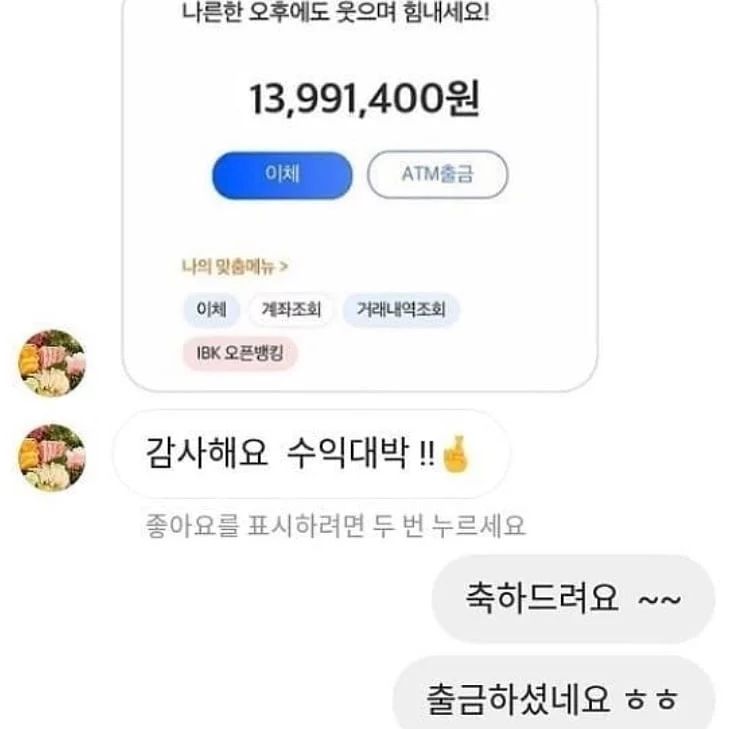 나른한 오후에도 웃으며 힘내세요!
13,991,400원
이체 ATM출금
나의 맞춤메뉴 >
이체 계좌조회 거래내역조회
IBK 오픈뱅킹
감사해요 수익대박 !!🤞
좋아요를 표시하려면 두 번 누르세요
축하드려요 ~~
출금하셨네요 ㅎㅎ